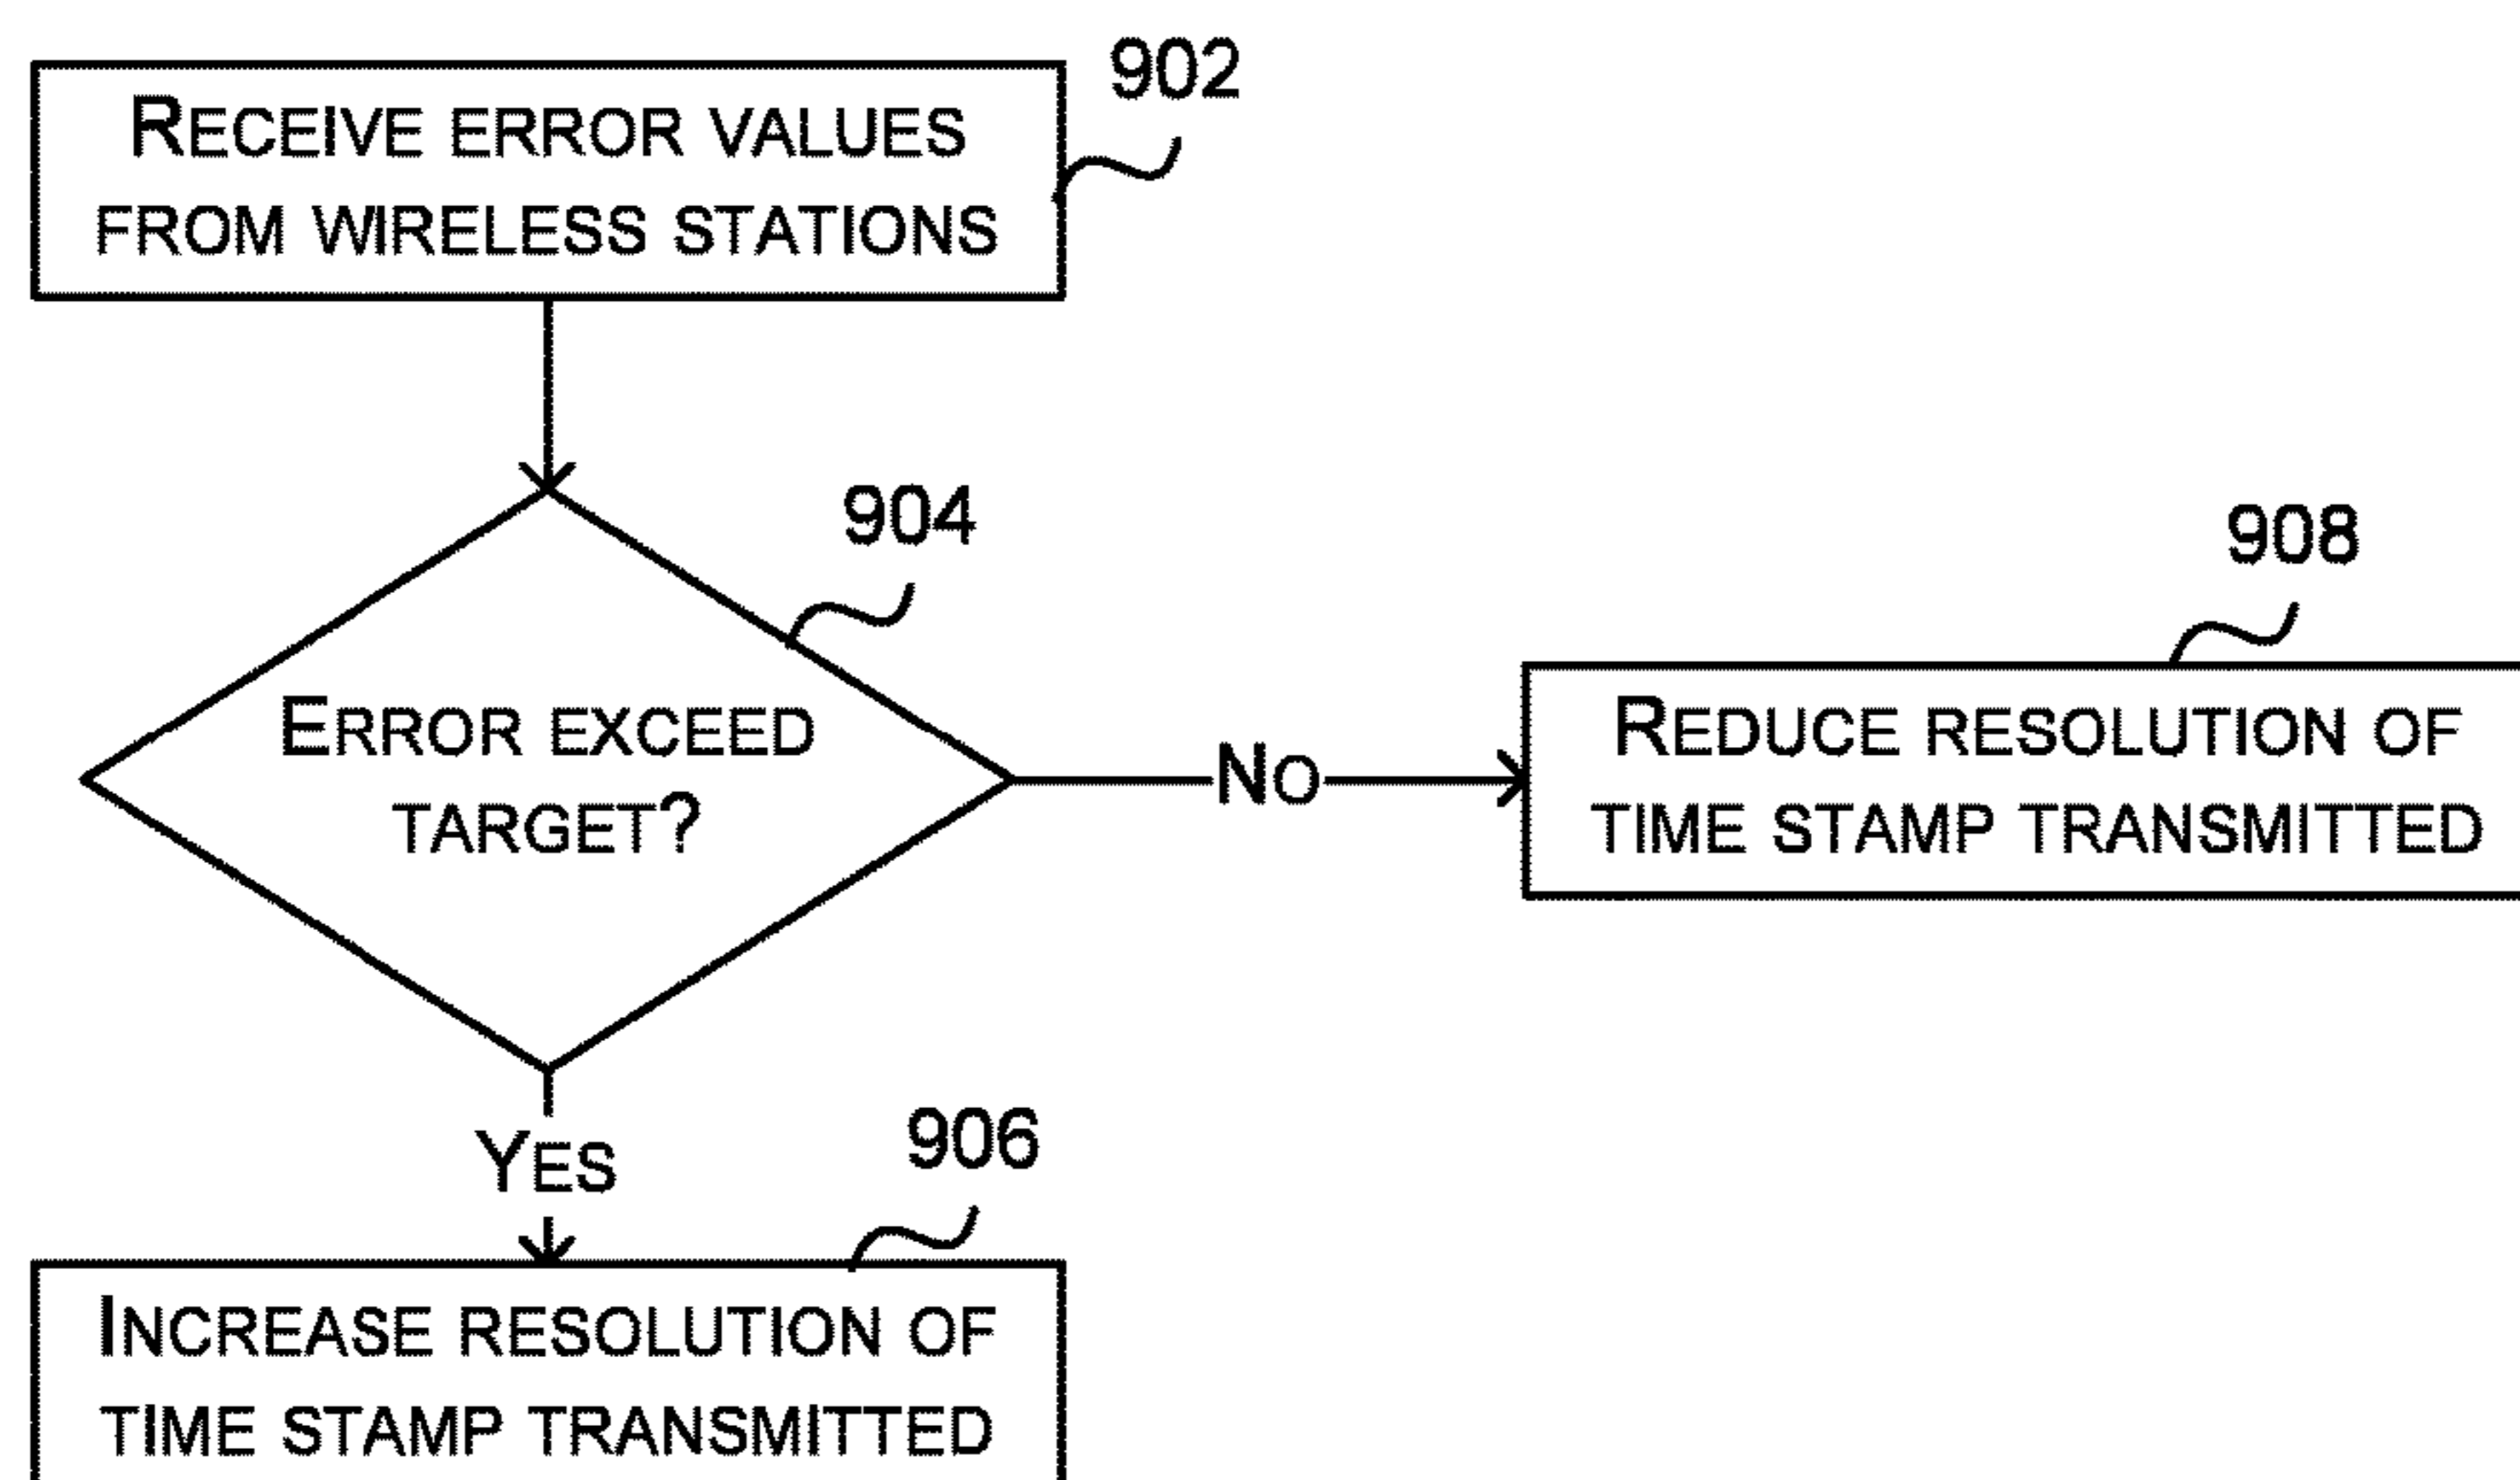 902
RECEIVE ERROR VALUES
FROM WIRELESS STATIONS
904
ERROR EXCEED
TARGET?
NO
908
REDUCE RESOLUTION OF
TIME STAMP TRANSMITTED
YES
906
INCREASE RESOLUTION OF
TIME STAMP TRANSMITTED